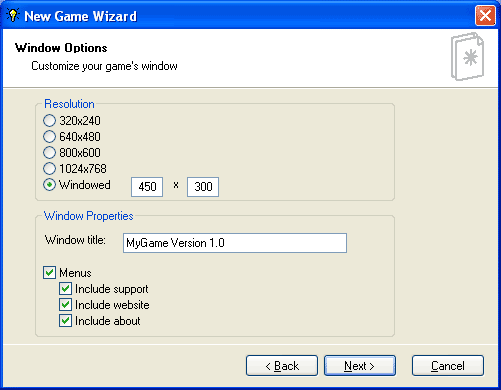 New Game Wizard
Window Options
Customize your game's window
Resolution
320x240
640x480
800x600
1024x768
Windowed 450 x 300
Window Properties
Window title: MyGame Version 1.0
Menus
Include support
Include website
Include about
< Back Next > Cancel